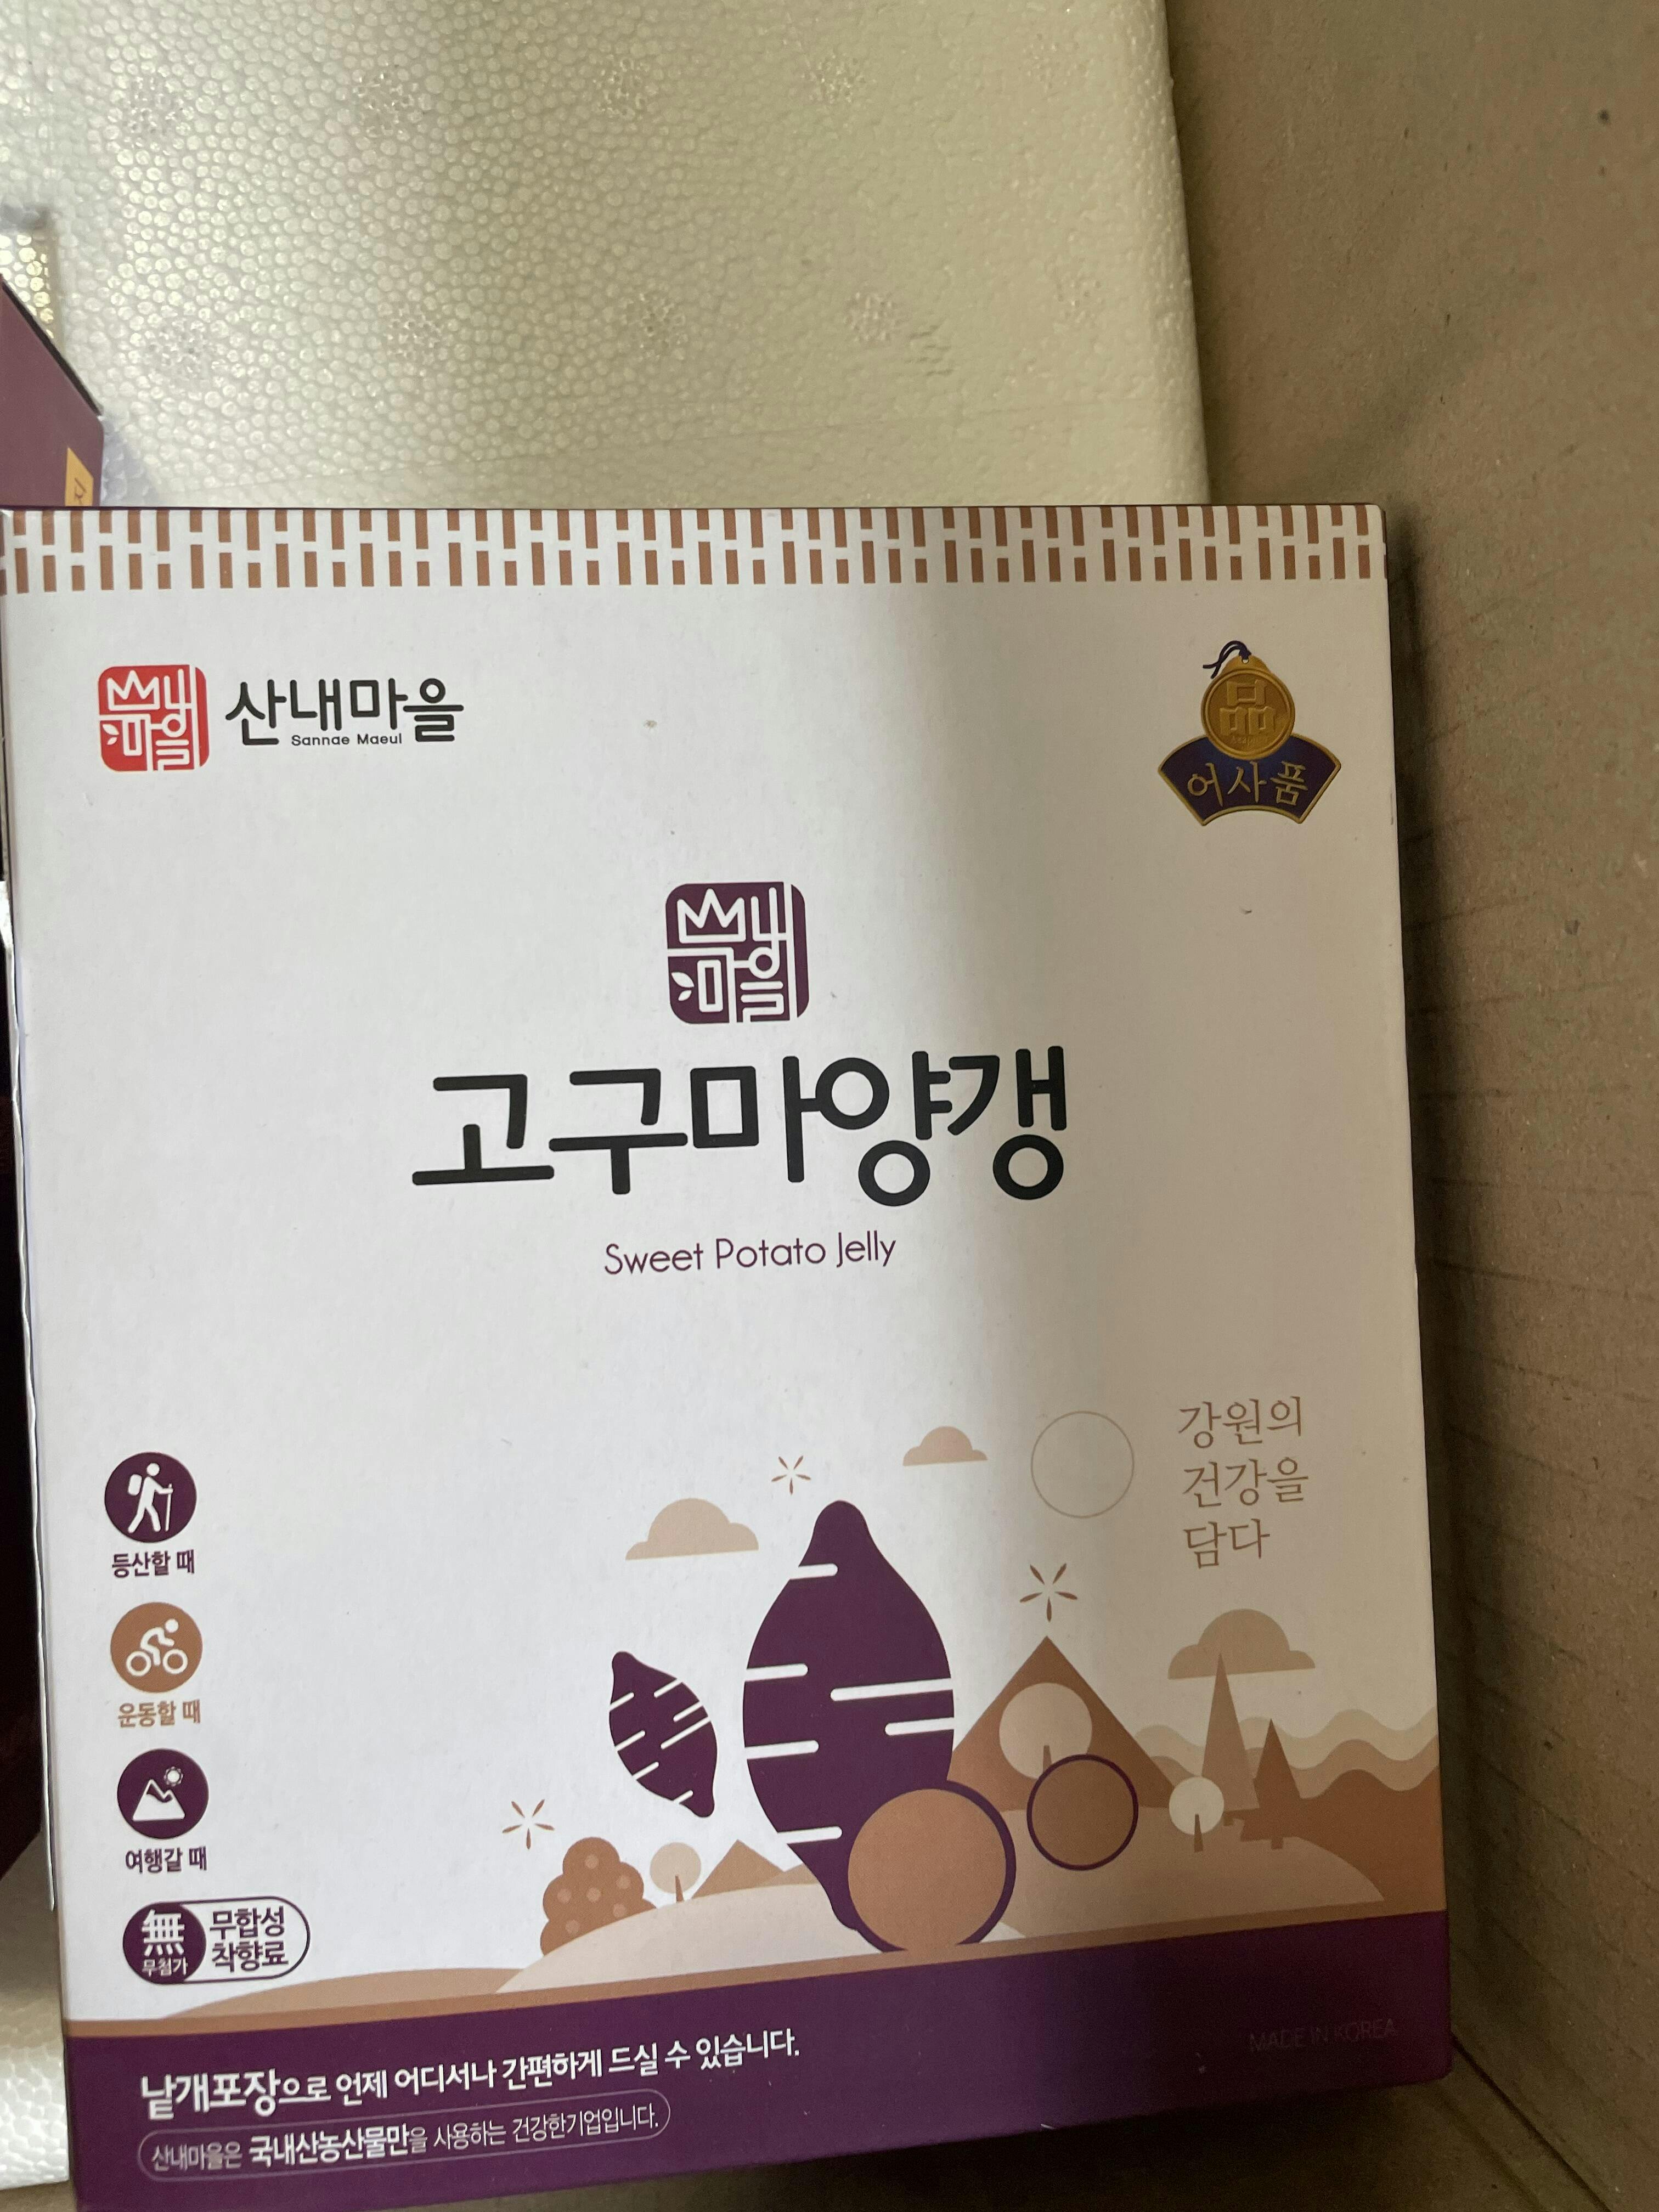 산내마을
Sannae Maeul
品
어사품
산내마을
고구마양갱
Sweet Potato Jelly
강원의
건강을
담다
등산할 때
운동할 때
여행갈 때
無
무첨가
무합성
착향료
낱개포장으로 언제 어디서나 간편하게 드실 수 있습니다.
산내마을은 국내산농산물만을 사용하는 건강한기업입니다.
MADE IN KOREA